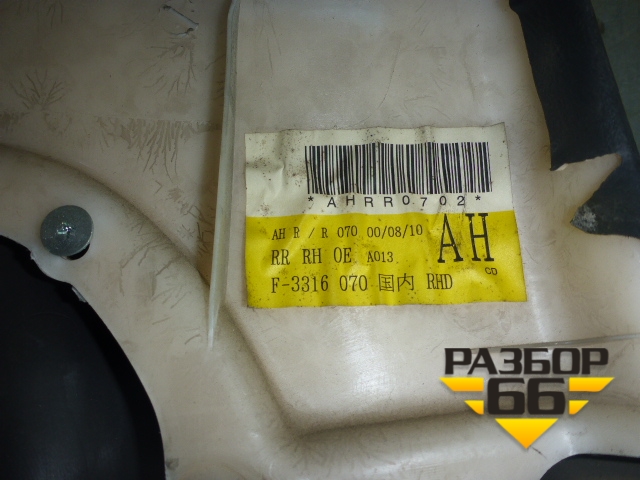 *AHRR0702*
AH R / R 070 00/08/10
AH
RR RH OE A013
CD
F-3316 070 国内 RHD
РАЗБОР
66